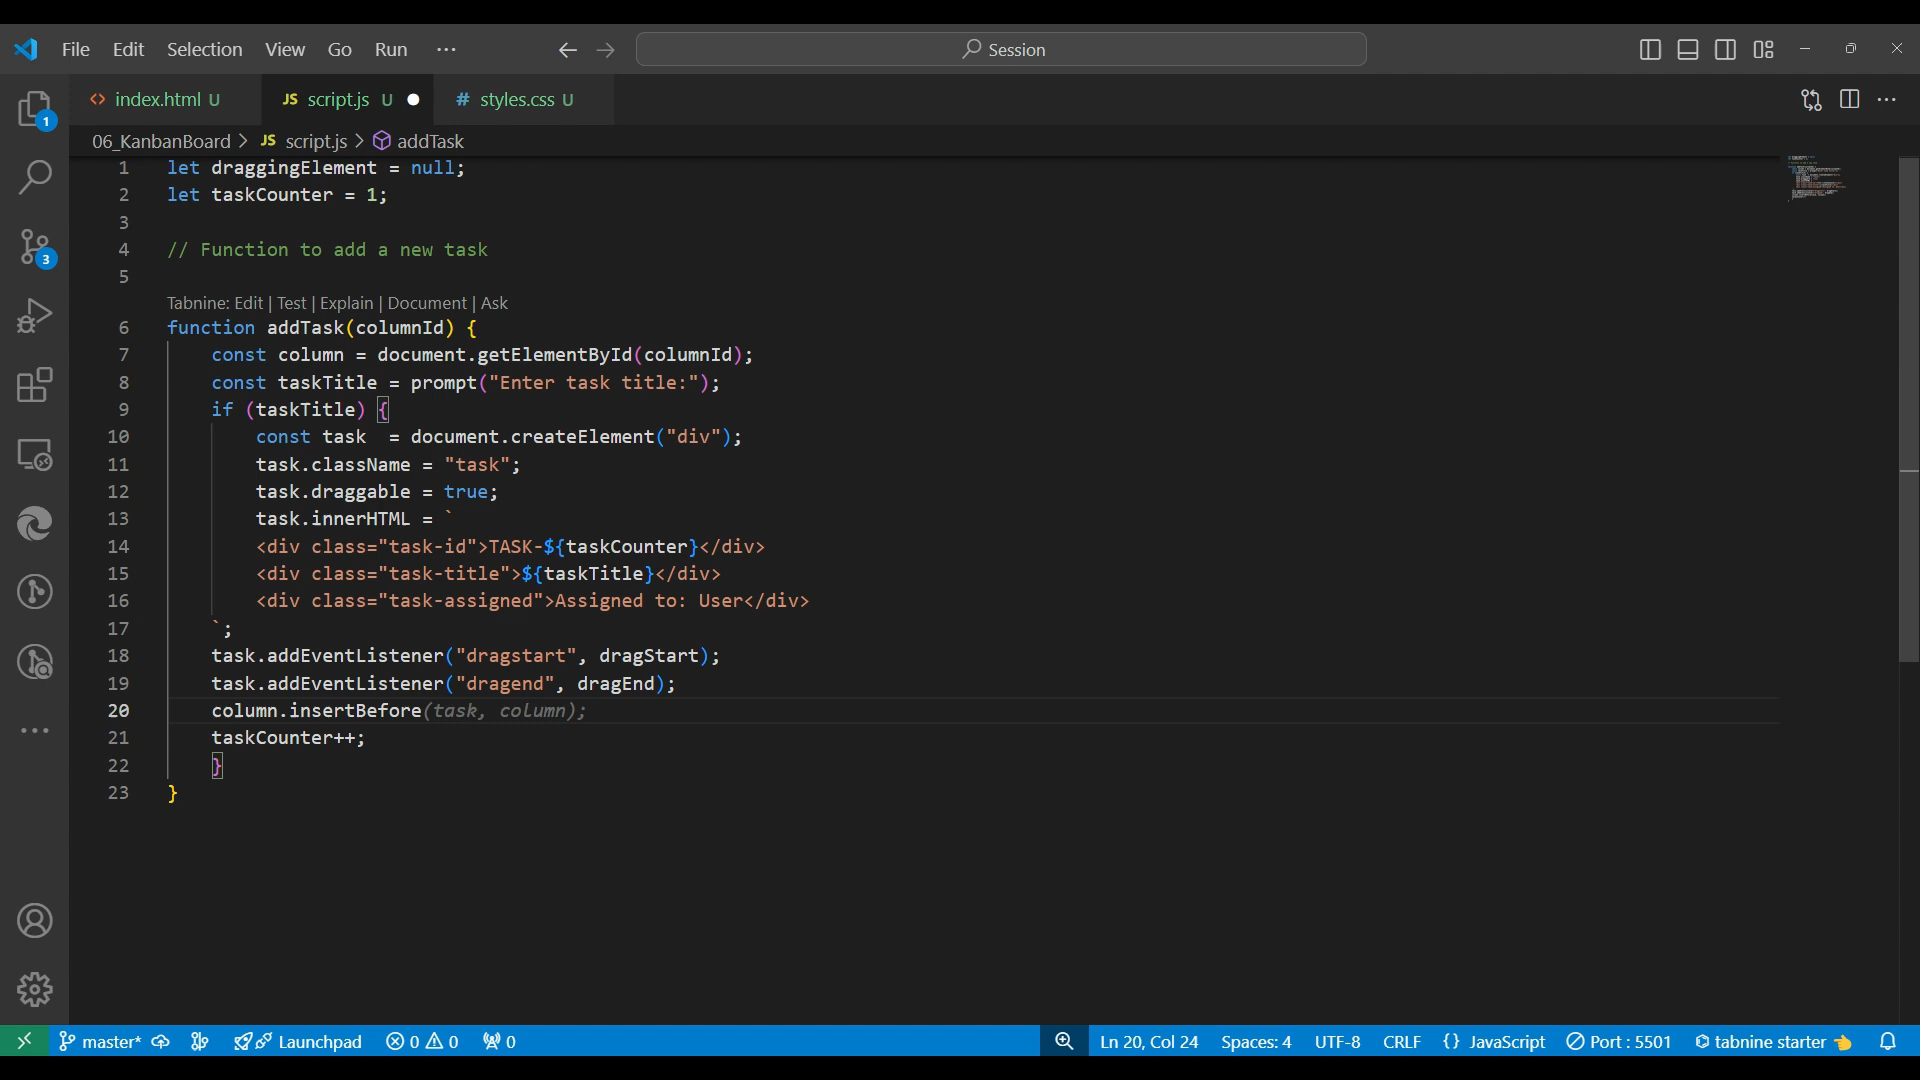 File Edit Selection View Go Run ··· Session
index.html U JS script.js U # styles.css U
06_KanbanBoard > JS script.js > addTask
1 let draggingElement = null;
2 let taskCounter = 1;
3
4 // Function to add a new task
5
Tabnine: Edit | Test | Explain | Document | Ask
6 function addTask(columnId) {
7 const column = document.getElementById(columnId);
8 const taskTitle = prompt("Enter task title:");
9 if (taskTitle) {
10 const task  = document.createElement("div");
11 task.className = "task";
12 task.draggable = true;
13 task.innerHTML = `
14 <div class="task-id">TASK-${taskCounter}</div>
15 <div class="task-title">${taskTitle}</div>
16 <div class="task-assigned">Assigned to: User</div>
17 `;
18 task.addEventListener("dragstart", dragStart);
19 task.addEventListener("dragend", dragEnd);
20 column.insertBefore(task, column);
21 taskCounter++;
22 }
23 }
1
3
master* Launchpad 0 0 0 Ln 20, Col 24 Spaces: 4 UTF-8 CRLF {} JavaScript Port : 5501 tabnine starter